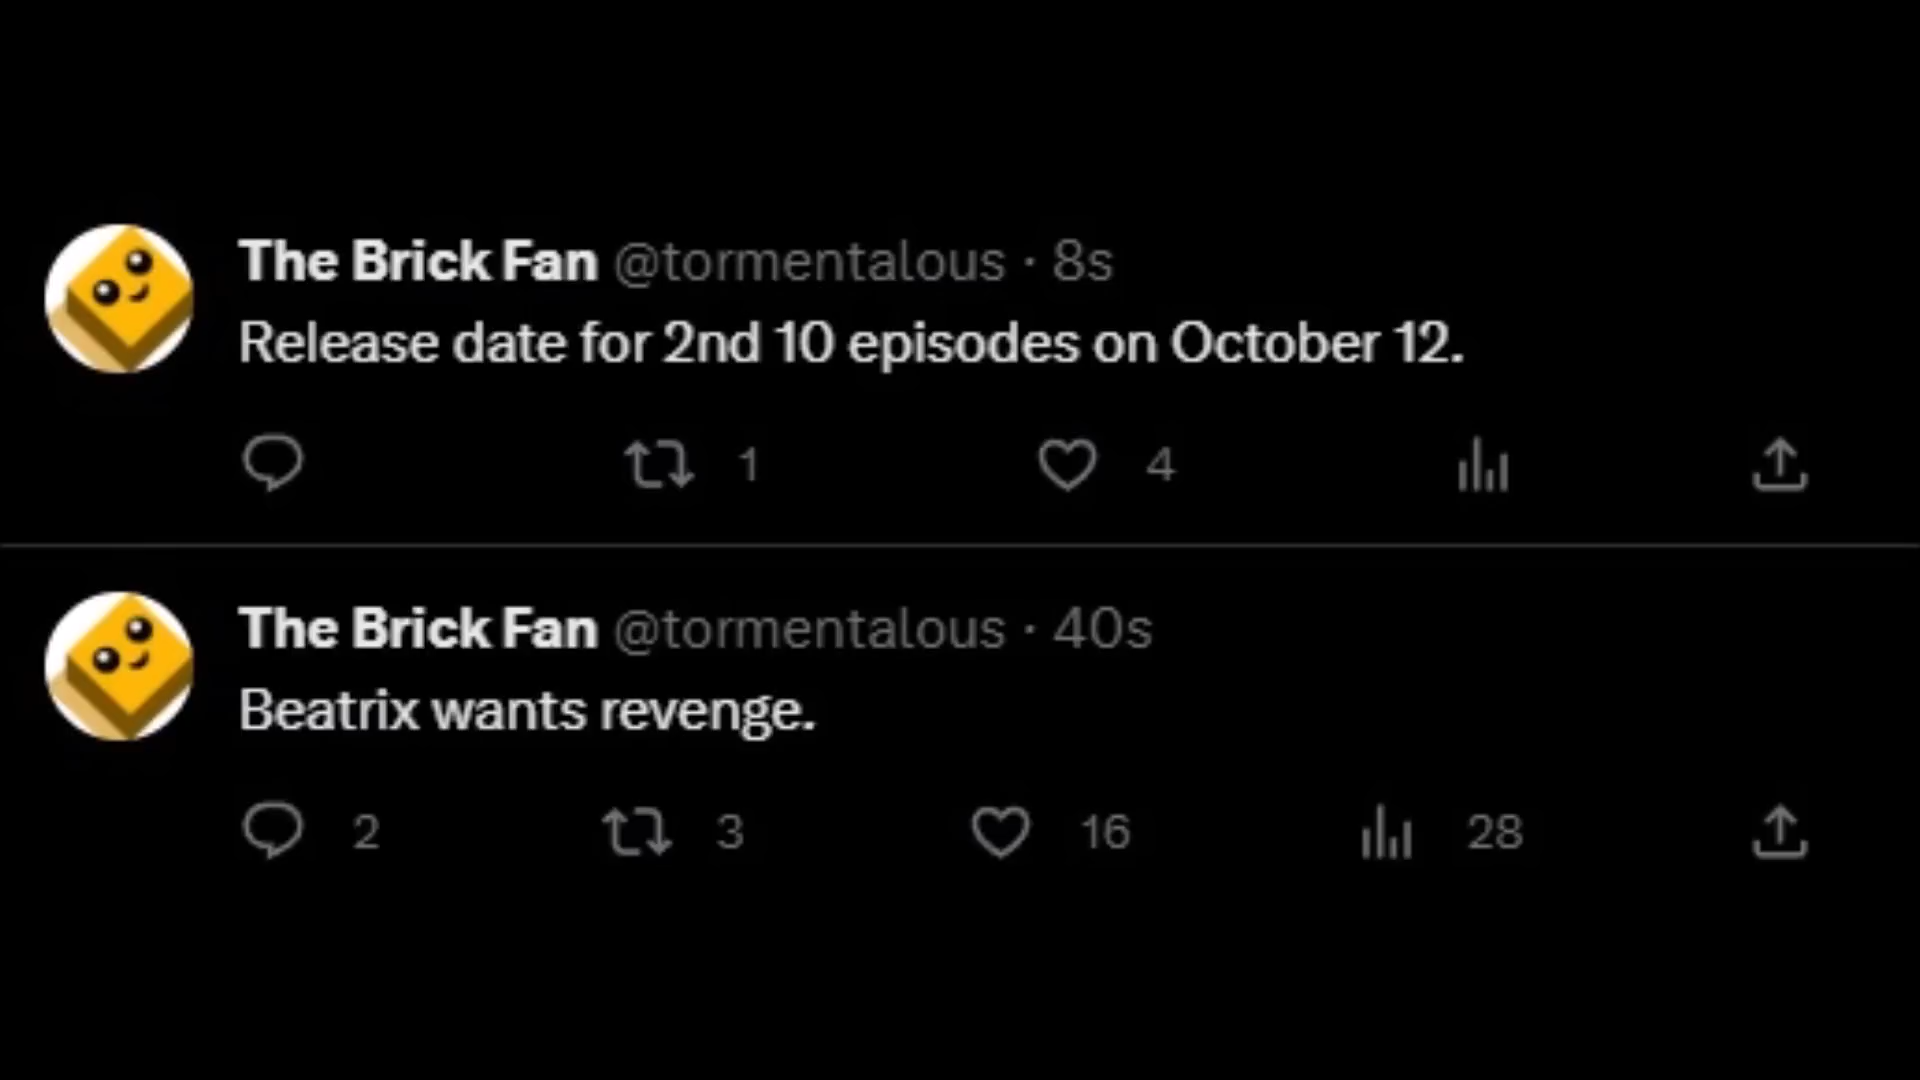 The Brick Fan @tormentalous · 8s
Release date for 2nd 10 episodes on October 12.
1 4
The Brick Fan @tormentalous · 40s
Beatrix wants revenge.
2 3 16 28